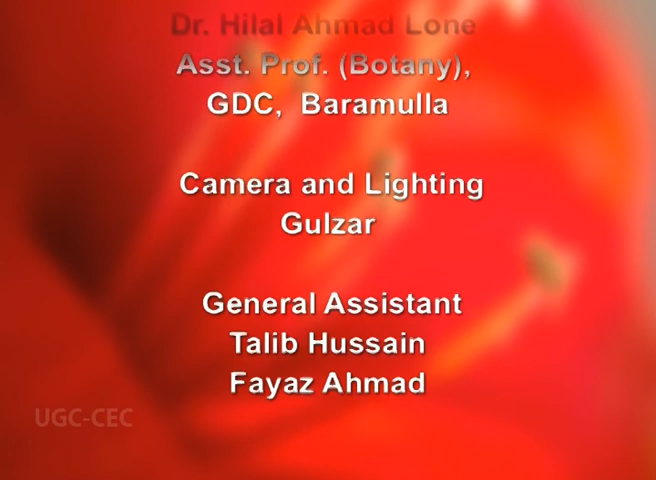 Dr. Hilal Ahmad Lone
Asst. Prof. (Botany),
GDC, Baramulla
Camera and Lighting
Gulzar
General Assistant
Talib Hussain
Fayaz Ahmad
UGC-CEC